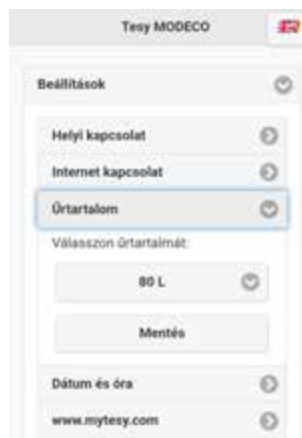 Tesy MODECO
Beállítások
Helyi kapcsolat
Internet kapcsolat
Űrtartalom
Válasszon űrtartalmát:
80 L
Mentés
Dátum és óra
www.mytesy.com